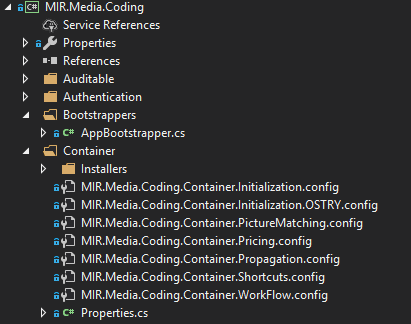 C# MIR.Media.Coding
Service References
Properties
References
Auditable
Authentication
Bootstrappers
C# AppBootstrapper.cs
Container
Installers
MIR.Media.Coding.Container.Initialization.config
MIR.Media.Coding.Container.Initialization.OSTRY.config
MIR.Media.Coding.Container.PictureMatching.config
MIR.Media.Coding.Container.Pricing.config
MIR.Media.Coding.Container.Propagation.config
MIR.Media.Coding.Container.Shortcuts.config
MIR.Media.Coding.Container.WorkFlow.config
C# Properties.cs